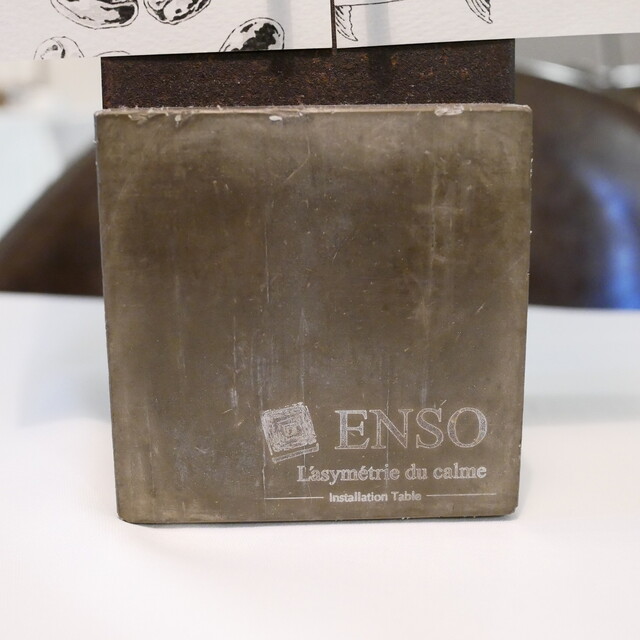 ENSO
L'asymétrie du calme
Installation Table